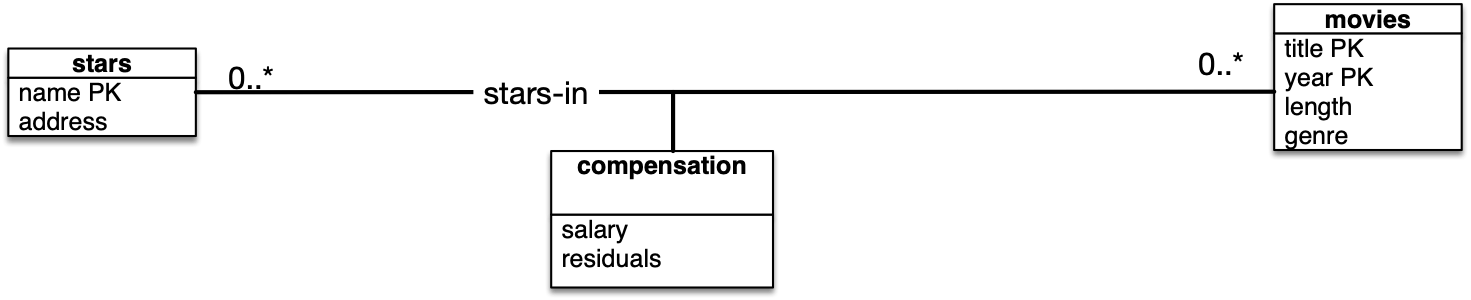 stars
name PK
address
0..*
stars-in
0..*
movies
title PK
year PK
length
genre
compensation
salary
residuals